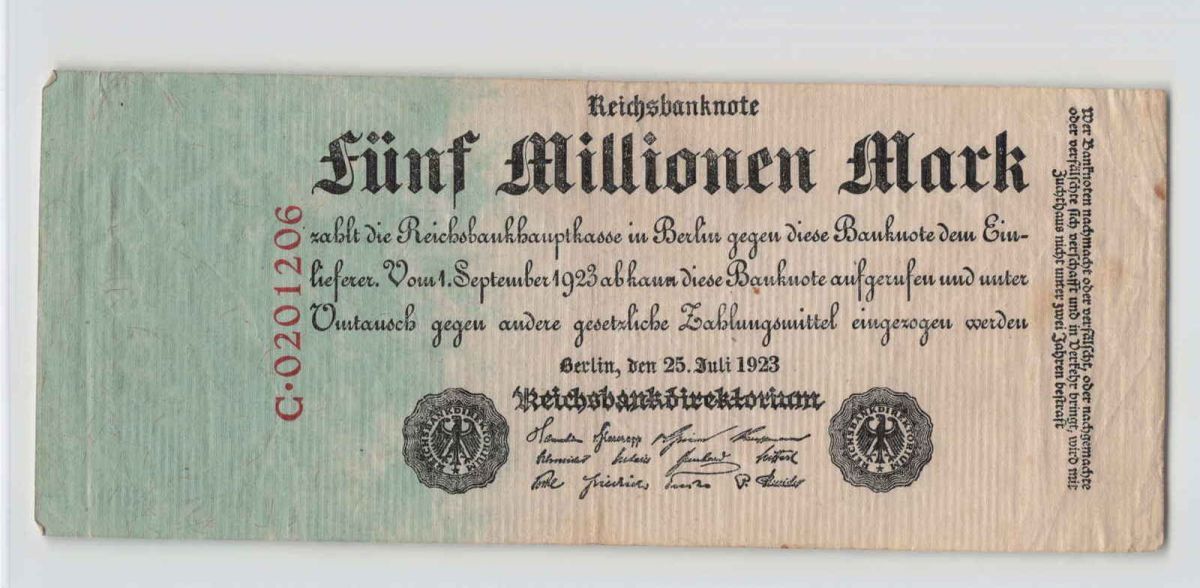 Reichsbanknote
Fünf Millionen Mark
zahlt die Reichsbankhauptkasse in Berlin gegen diese Banknote dem Ein-
lieferer. Vom 1. September 1923 ab kann diese Banknote aufgerufen und unter
Umtausch gegen andere gesetzliche Zahlungsmittel eingezogen werden
Berlin, den 25. Juli 1923
Reichsbankdirektorium
REICHSBANKDIREKTORIUM
REICHSBANKDIREKTORIUM
C·0201206
Wer Banknoten nachmacht oder verfälscht, oder nachgemachte
oder verfälschte sich verschafft und in Verkehr bringt, wird mit
Zuchthaus nicht unter zwei Jahren bestraft